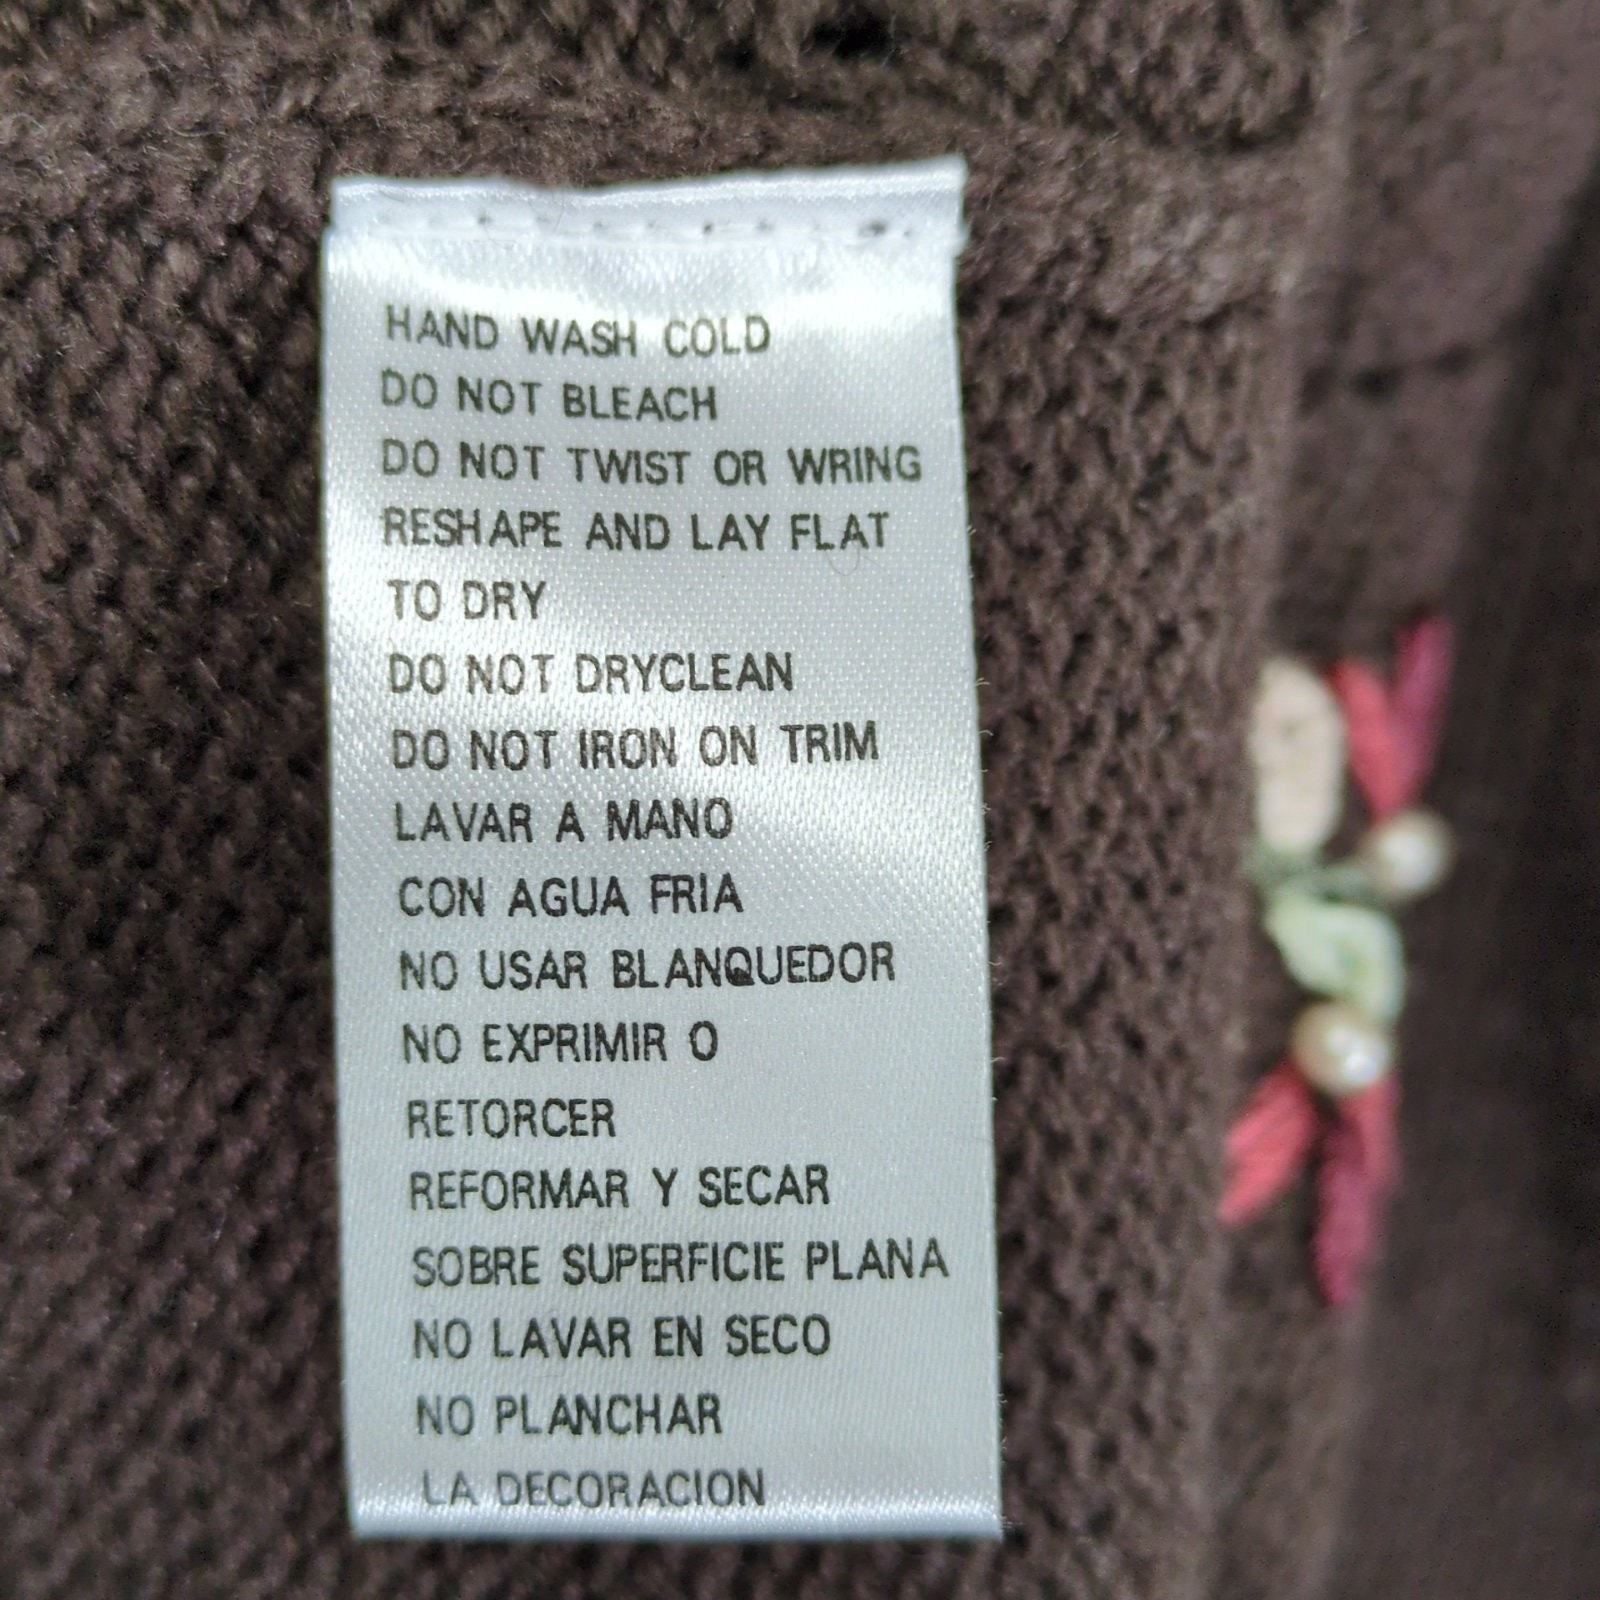 HAND WASH COLD
DO NOT BLEACH
DO NOT TWIST OR WRING
RESHAPE AND LAY FLAT
TO DRY
DO NOT DRYCLEAN
DO NOT IRON ON TRIM
LAVAR A MANO
CON AGUA FRIA
NO USAR BLANQUEDOR
NO EXPRIMIR O
RETORCER
REFORMAR Y SECAR
SOBRE SUPERFICIE PLANA
NO LAVAR EN SECO
NO PLANCHAR
LA DECORACION